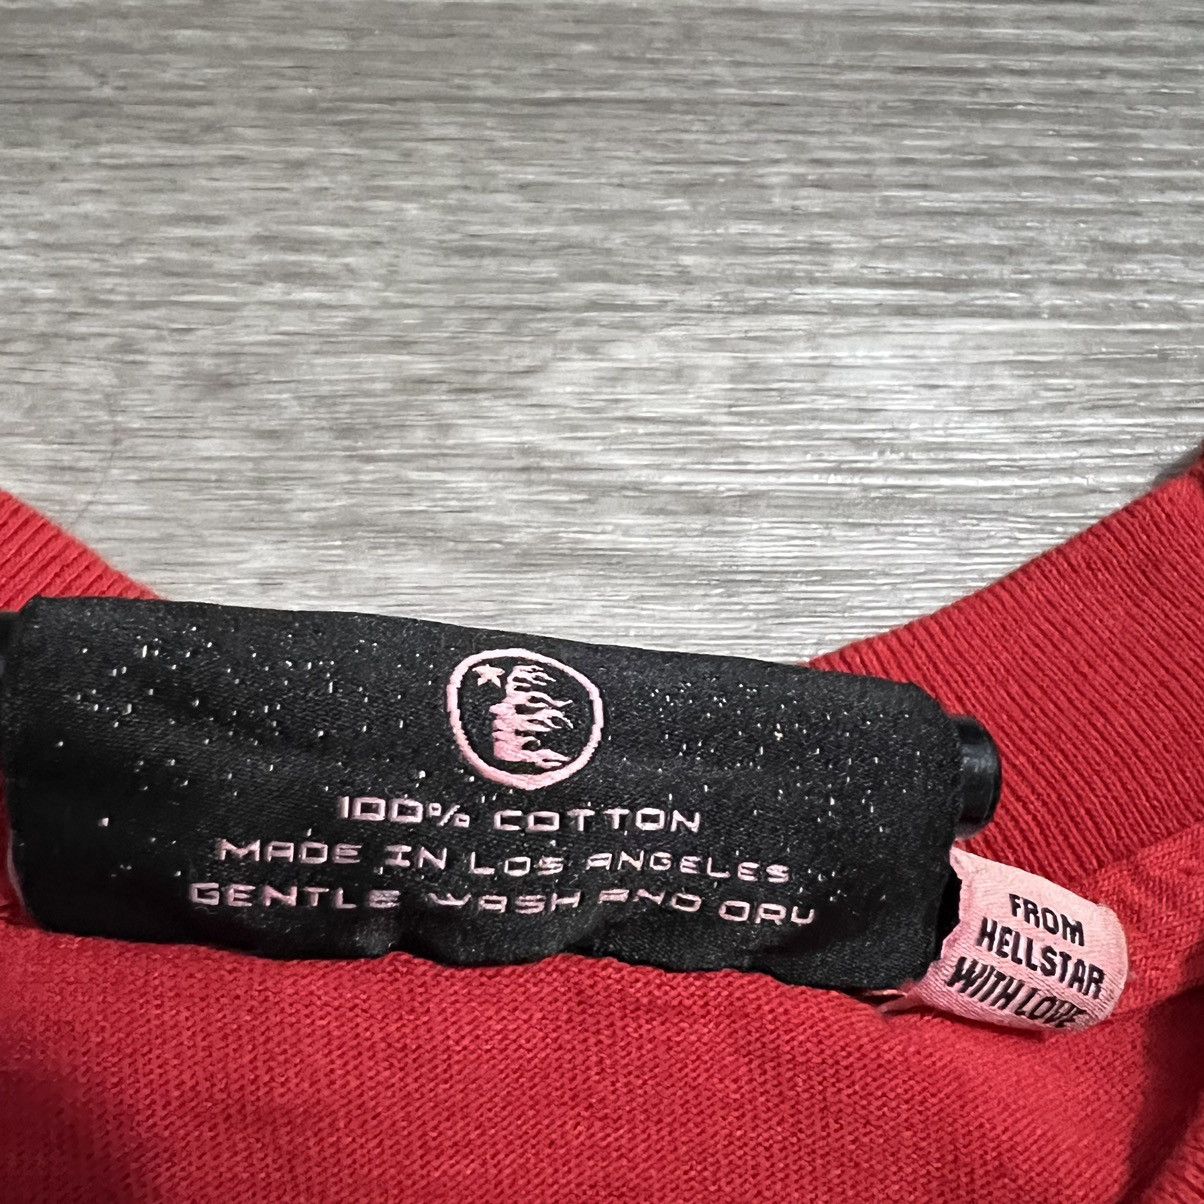 100% COTTON
MADE IN LOS ANGELES
GENTLE WASH AND DRY
FROM
HELLSTAR
WITH LOVE